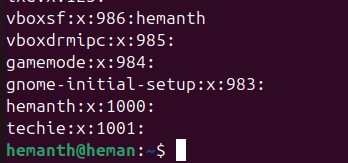 vboxsf:x:986:hemanth
vboxdrmipc:x:985:
gamemode:x:984:
gnome-initial-setup:x:983:
hemanth:x:1000:
techie:x:1001:
hemanth@heman:~$